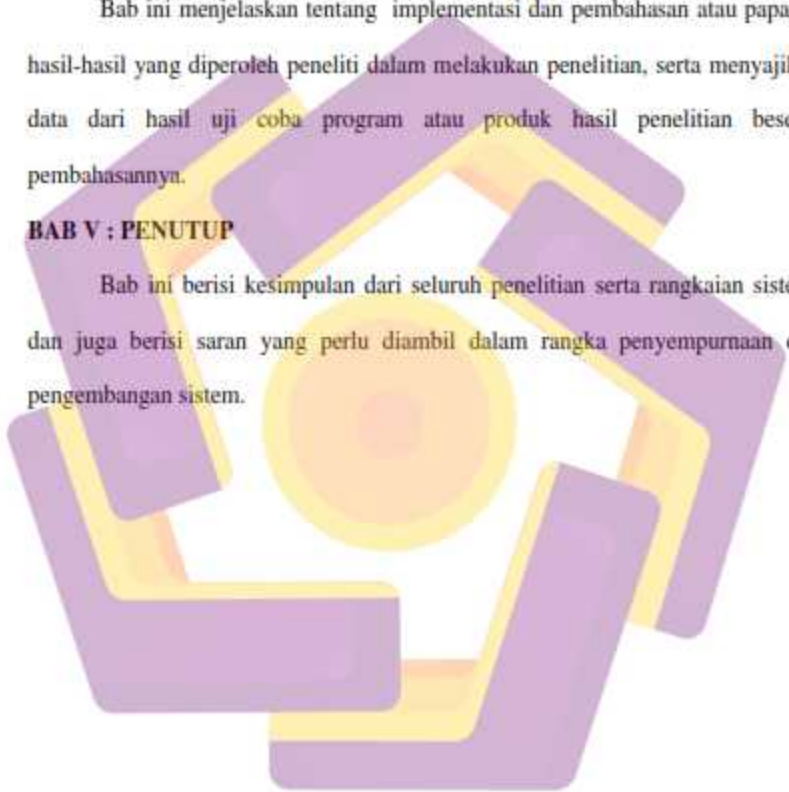 Bab ini menjelaskan tentang implementasi dan pembahasan atau papa
hasil-hasil yang diperoleh peneliti dalam melakukan penelitian, serta menyajil
data dari hasil uji coba program atau produk hasil penelitian bese
pembahasannya.
BAB V : PENUTUP
Bab ini berisi kesimpulan dari seluruh penelitian serta rangkaian siste
dan juga berisi saran yang perlu diambil dalam rangka penyempurnaan
pengembangan sistem.